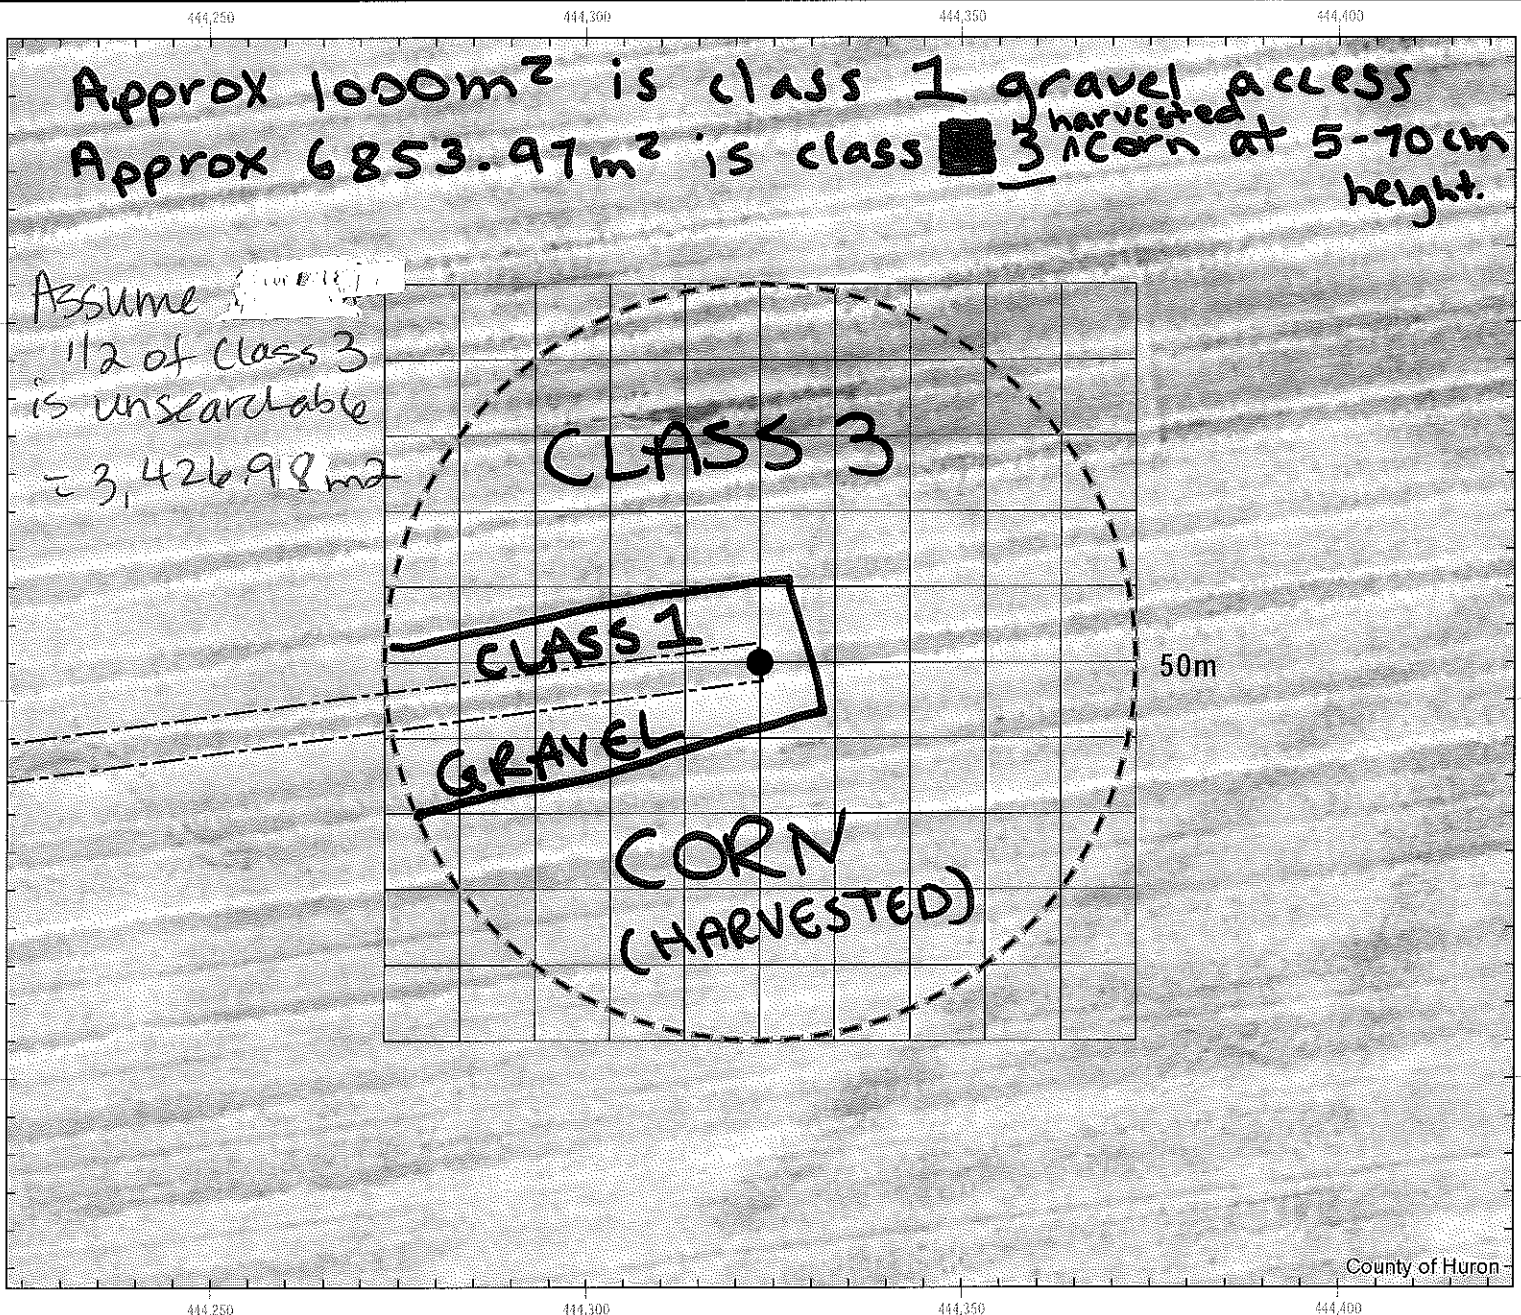 444,250 444,300 444,350 444,400
Approx 1000m² is class 1 gravel access
harvested
Approx 6853.97m² is class 3 ^corn at 5-70cm
height.
Assume
1/2 of Class 3
is unsearchable
= 3,426.98m2
CLASS 3
CLASS 1
50m
GRAVEL
CORN
(HARVESTED)
County of Huron
444,250 444,300 444,350 444,400